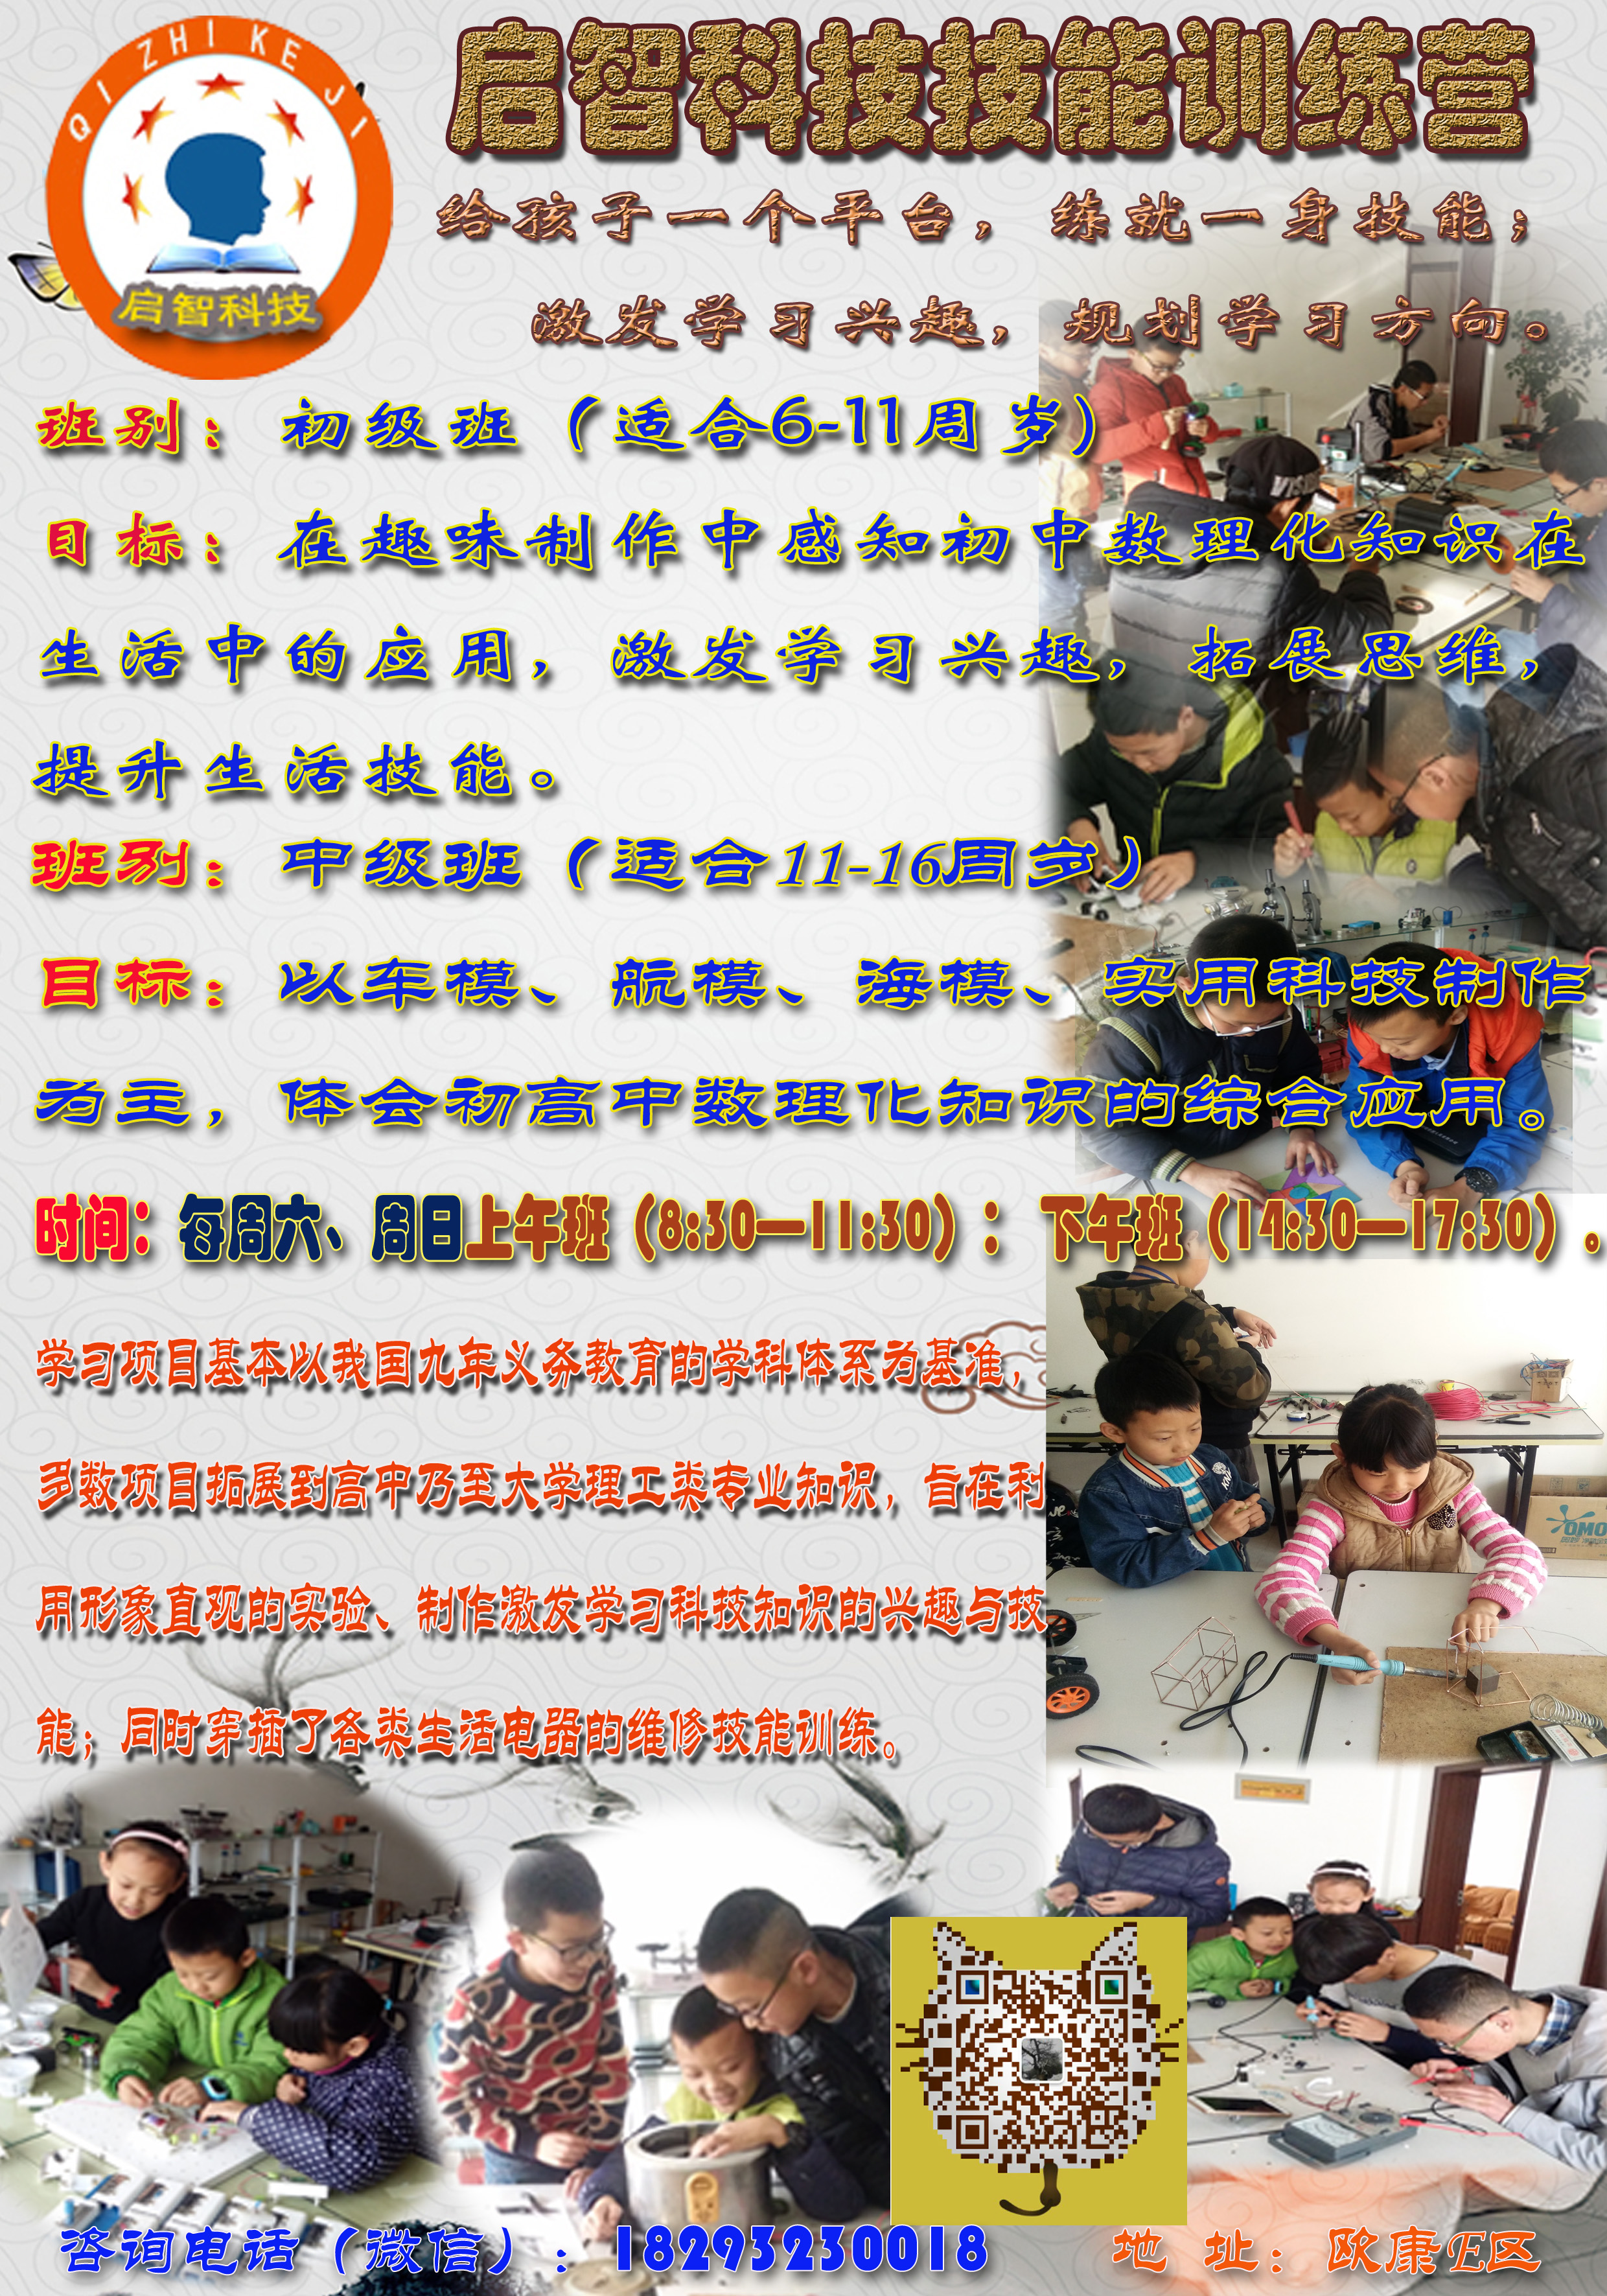 QI ZHI KE JI
启智科技
启智科技技能训练营
给孩子一个平台，练就一身技能；
激发学习兴趣，规划学习方向。
班别：初级班（适合6-11周岁）
目标：在趣味制作中感知初中数理化知识在
生活中的应用，激发学习兴趣，拓展思维，
提升生活技能。
班别：中级班（适合11-16周岁）
目标：以车模、航模、海模、实用科技制作
为主，体会初高中数理化知识的综合应用。
时间：每周六、周日上午班（8:30—11:30）：下午班（14:30—17:30）。
学习项目基本以我国九年义务教育的学科体系为基准，
多数项目拓展到高中乃至大学理工类专业知识，旨在利
用形象直观的实验、制作激发学习科技知识的兴趣与技
能；同时穿插了各类生活电器的维修技能训练。
咨询电话（微信）：18293230018
地 址：欧康E区